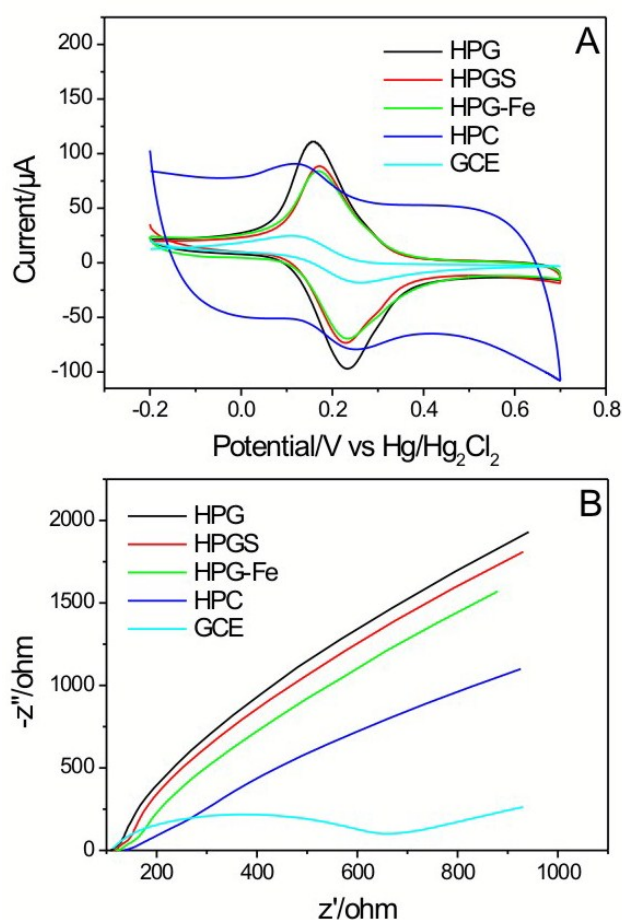 A
HPG
HPGS
HPG-Fe
HPC
GCE
200
150
100
50
0
-50
-100
Current/µA
-0.2 0.0 0.2 0.4 0.6 0.8
Potential/V vs Hg/Hg₂Cl₂
B
HPG
HPGS
HPG-Fe
HPC
GCE
2000
1500
1000
500
0
-z"/ohm
200 400 600 800 1000
z'/ohm